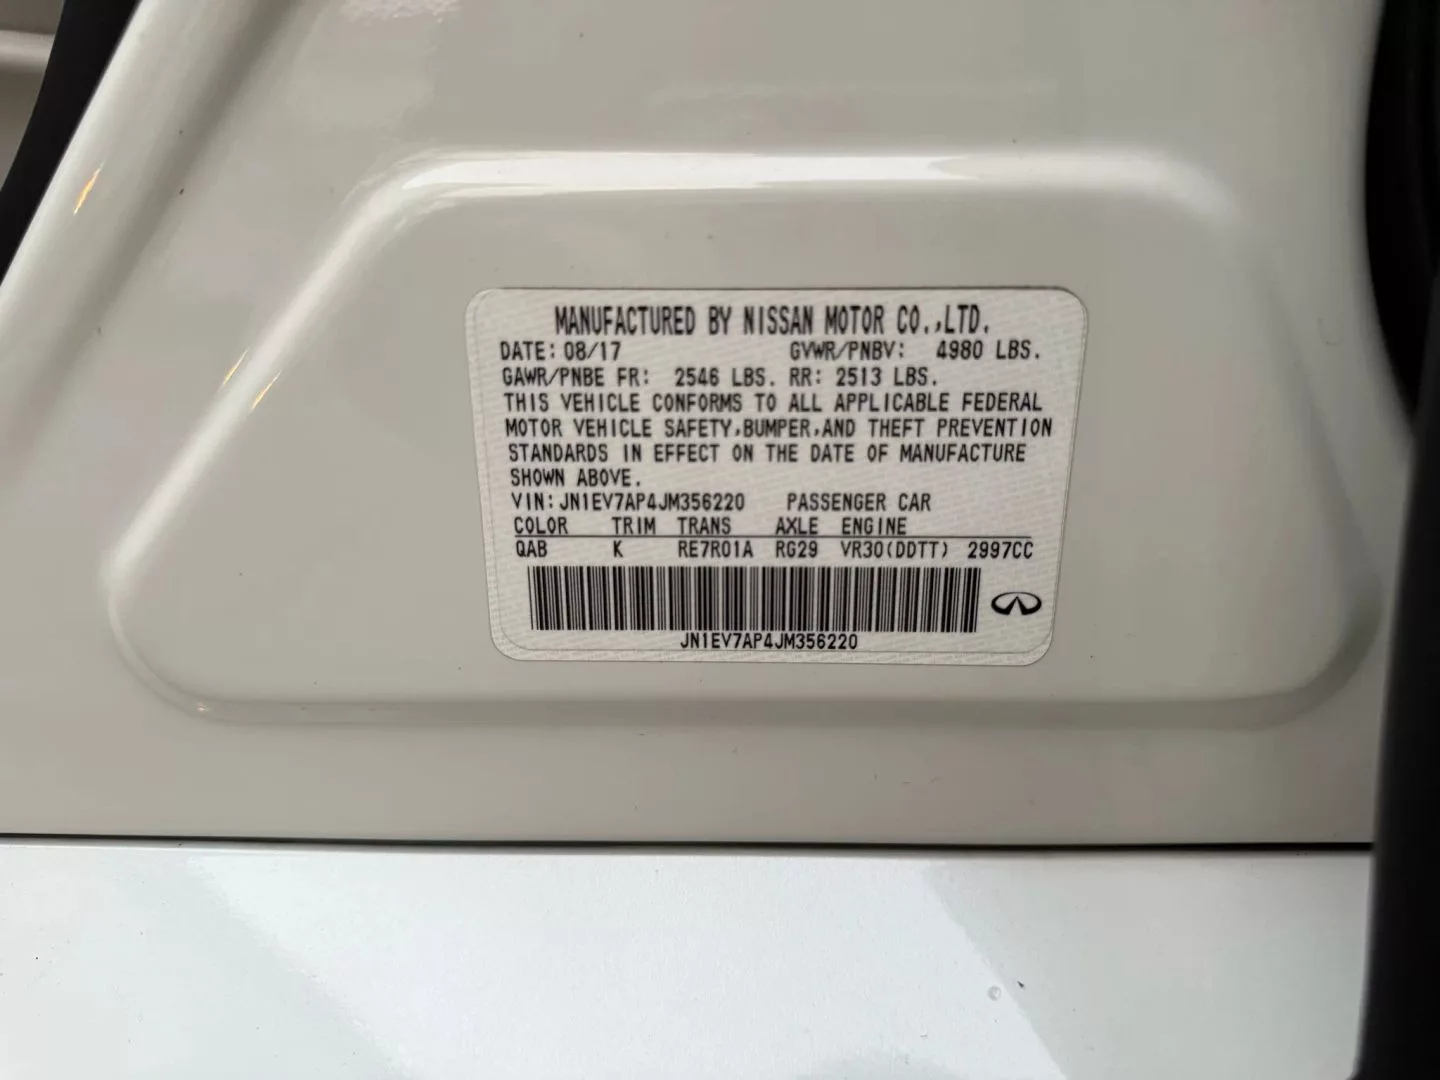 MANUFACTURED BY NISSAN MOTOR CO.,LTD.
DATE: 08/17 GVWR/PNBV: 4980 LBS.
GAWR/PNBE FR: 2546 LBS. RR: 2513 LBS.
THIS VEHICLE CONFORMS TO ALL APPLICABLE FEDERAL
MOTOR VEHICLE SAFETY,BUMPER,AND THEFT PREVENTION
STANDARDS IN EFFECT ON THE DATE OF MANUFACTURE
SHOWN ABOVE.
VIN: JN1EV7AP4JM356220 PASSENGER CAR
COLOR TRIM TRANS AXLE ENGINE
QAB K RE7R01A RG29 VR30(DDTT) 2997CC
JN1EV7AP4JM356220